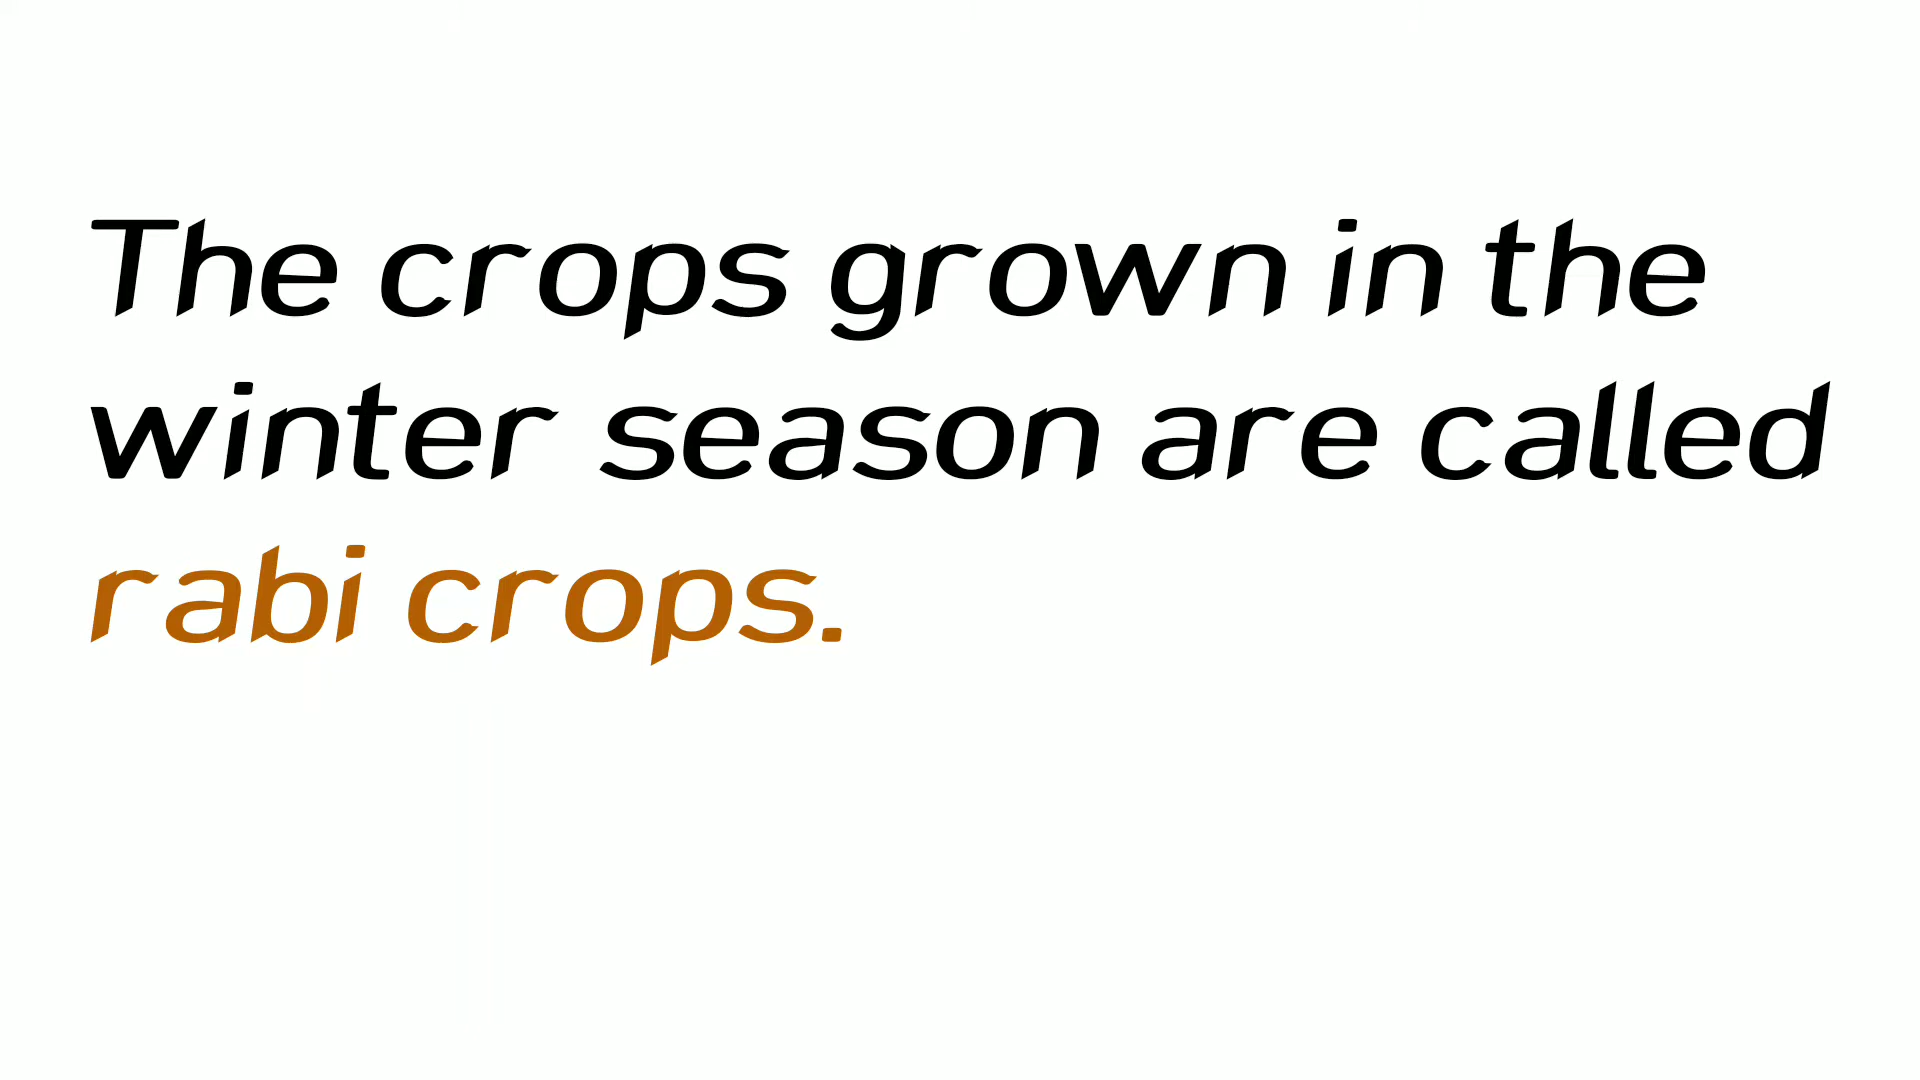 The crops grown in the
winter season are called
rabi crops.